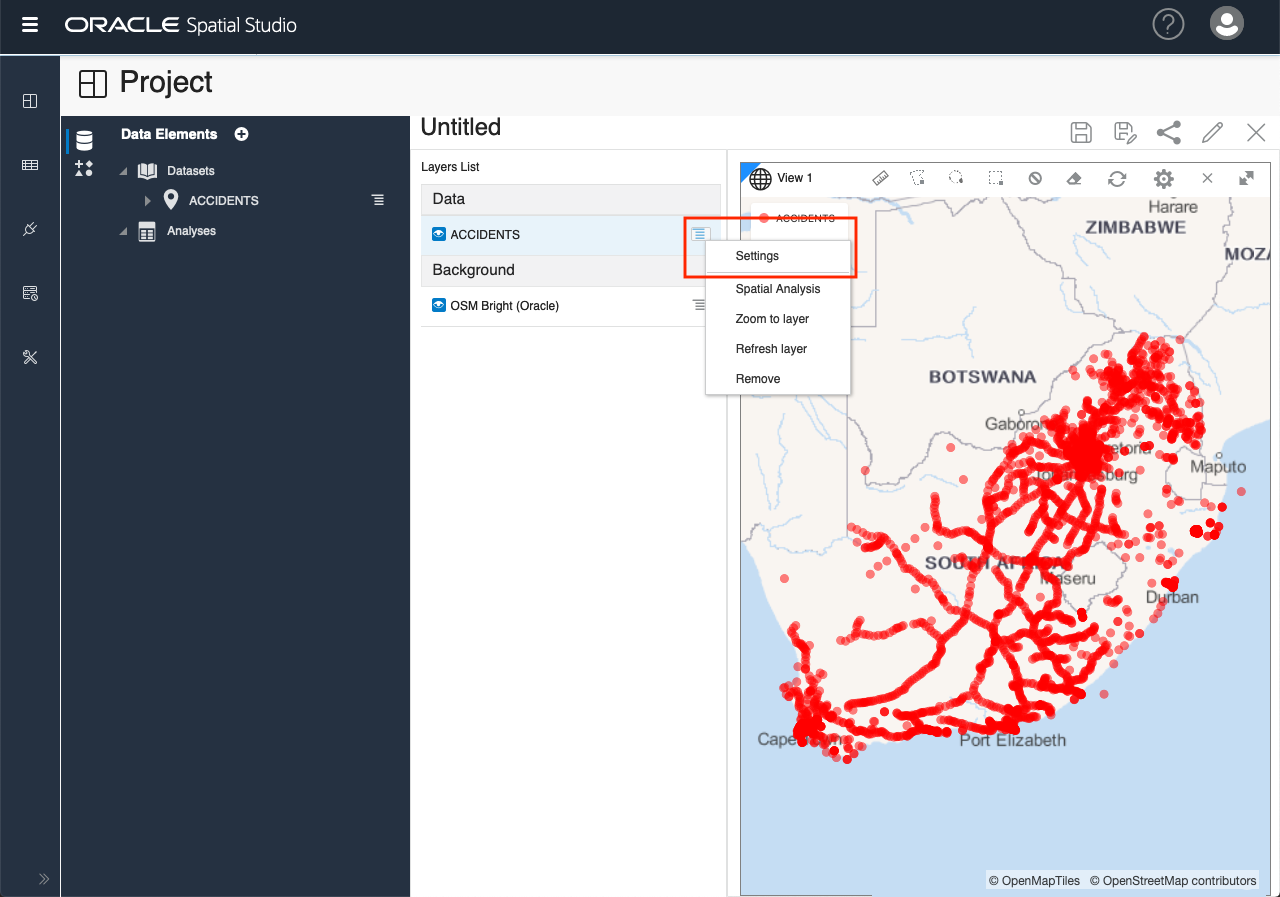 ORACLE Spatial Studio
Project
Data Elements
Datasets
ACCIDENTS
Analyses
Untitled
Layers List
Data
ACCIDENTS
Background
OSM Bright (Oracle)
Settings
Spatial Analysis
Zoom to layer
Refresh layer
Remove
View 1
ACCIDENTS
Harare
ZIMBABWE
MOZA
BOTSWANA
Gaboro
etoria
Maputo
SOUTH AFRICA
Maseru
Durban
Cape
Port Elizabeth
© OpenMapTiles © OpenStreetMap contributors